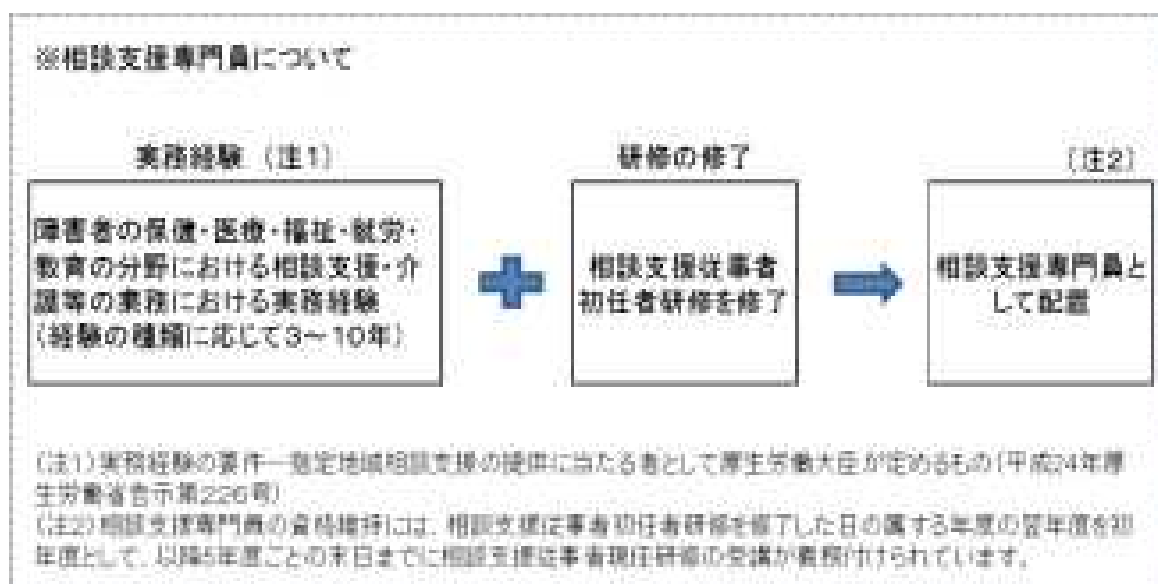 ※相談支援専門員について
実務経験（注1）
研修の修了
（注2）
障害者の保健・医療・福祉・就労・
教育の分野における相談支援・介
護等の業務における実務経験
（経験の種類に応じて3～10年）
相談支援従事者
初任者研修を修了
相談支援専門員と
して配置
（注1）実務経験の要件－指定地域相談支援の提供に当たる者として厚生労働大臣が定めるもの（平成24年厚
生労働省告示第226号）
（注2）相談支援専門員の資格維持には、相談支援従事者初任者研修を修了した日の属する年度の翌年度を初
年度として、以降5年度ごとの末日までに相談支援従事者現任研修の受講が義務付けられています。